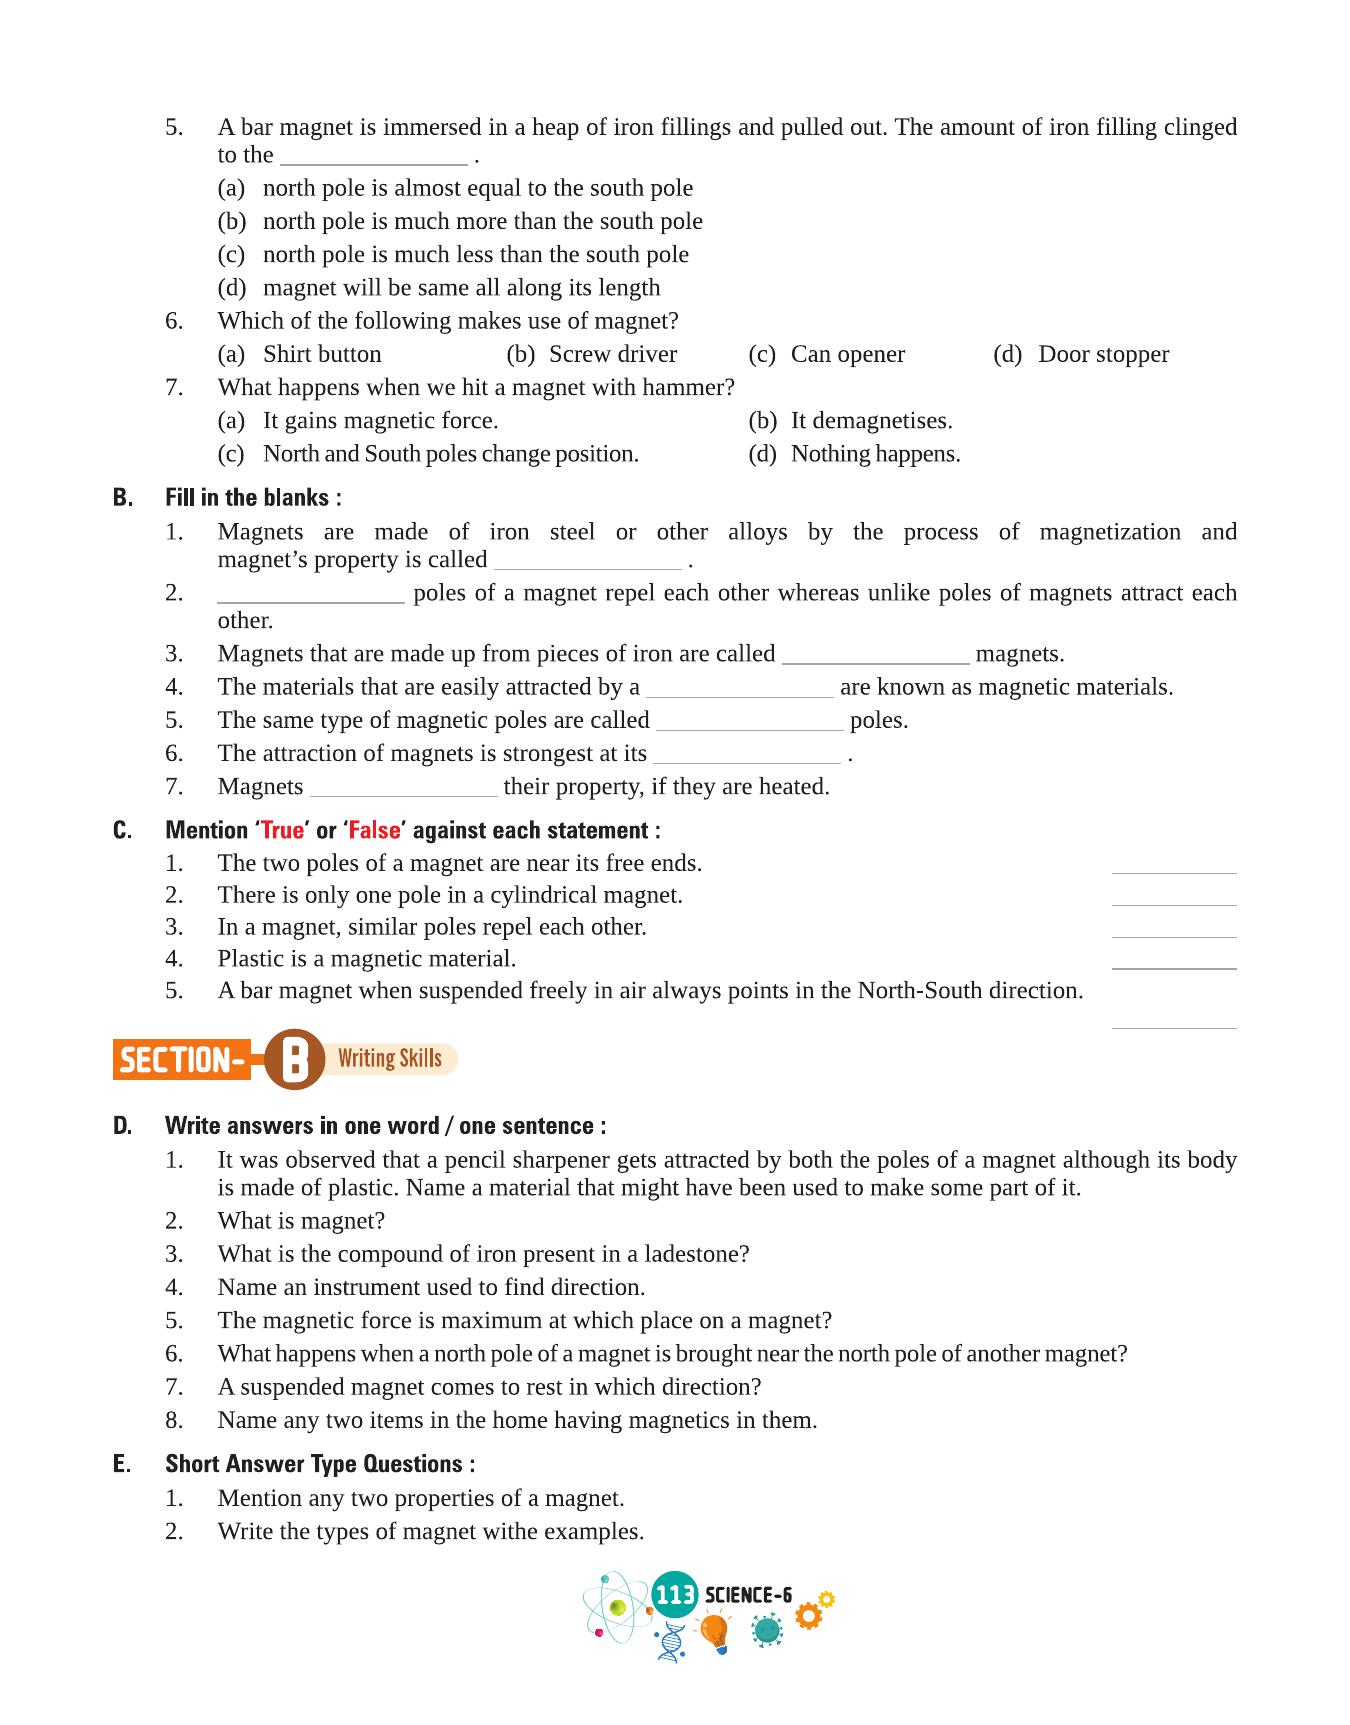 5. A bar magnet is immersed in a heap of iron fillings and pulled out. The amount of iron filling clinged
to the _______________ .
(a) north pole is almost equal to the south pole
(b) north pole is much more than the south pole
(c) north pole is much less than the south pole
(d) magnet will be same all along its length
6. Which of the following makes use of magnet?
(a) Shirt button (b) Screw driver (c) Can opener (d) Door stopper
7. What happens when we hit a magnet with hammer?
(a) It gains magnetic force. (b) It demagnetises.
(c) North and South poles change position. (d) Nothing happens.
B. Fill in the blanks :
1. Magnets are made of iron steel or other alloys by the process of magnetization and
magnet’s property is called _______________ .
2. _______________ poles of a magnet repel each other whereas unlike poles of magnets attract each
other.
3. Magnets that are made up from pieces of iron are called _______________ magnets.
4. The materials that are easily attracted by a _______________ are known as magnetic materials.
5. The same type of magnetic poles are called _______________ poles.
6. The attraction of magnets is strongest at its _______________ .
7. Magnets _______________ their property, if they are heated.
C. Mention ‘True’ or ‘False’ against each statement :
1. The two poles of a magnet are near its free ends. __________
2. There is only one pole in a cylindrical magnet. __________
3. In a magnet, similar poles repel each other. __________
4. Plastic is a magnetic material. __________
5. A bar magnet when suspended freely in air always points in the North-South direction. __________
SECTION- B Writing Skills
D. Write answers in one word / one sentence :
1. It was observed that a pencil sharpener gets attracted by both the poles of a magnet although its body
is made of plastic. Name a material that might have been used to make some part of it.
2. What is magnet?
3. What is the compound of iron present in a ladestone?
4. Name an instrument used to find direction.
5. The magnetic force is maximum at which place on a magnet?
6. What happens when a north pole of a magnet is brought near the north pole of another magnet?
7. A suspended magnet comes to rest in which direction?
8. Name any two items in the home having magnetics in them.
E. Short Answer Type Questions :
1. Mention any two properties of a magnet.
2. Write the types of magnet withe examples.
113 SCIENCE-6